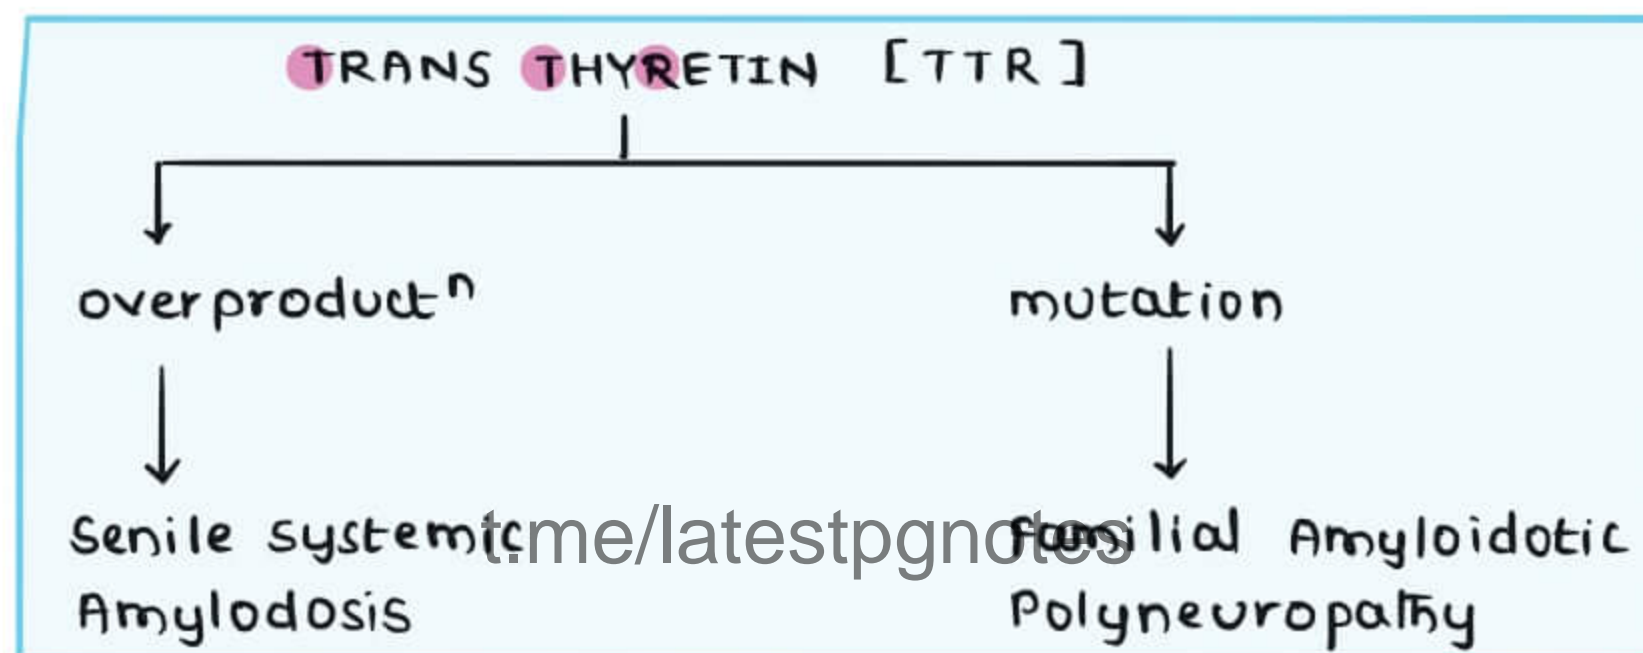 TRANS THYRETIN [TTR]
overproductⁿ mutation
Senile systemic familial Amyloidotic
Amylodosis Polyneuropathy
t.me/latestpgnotes